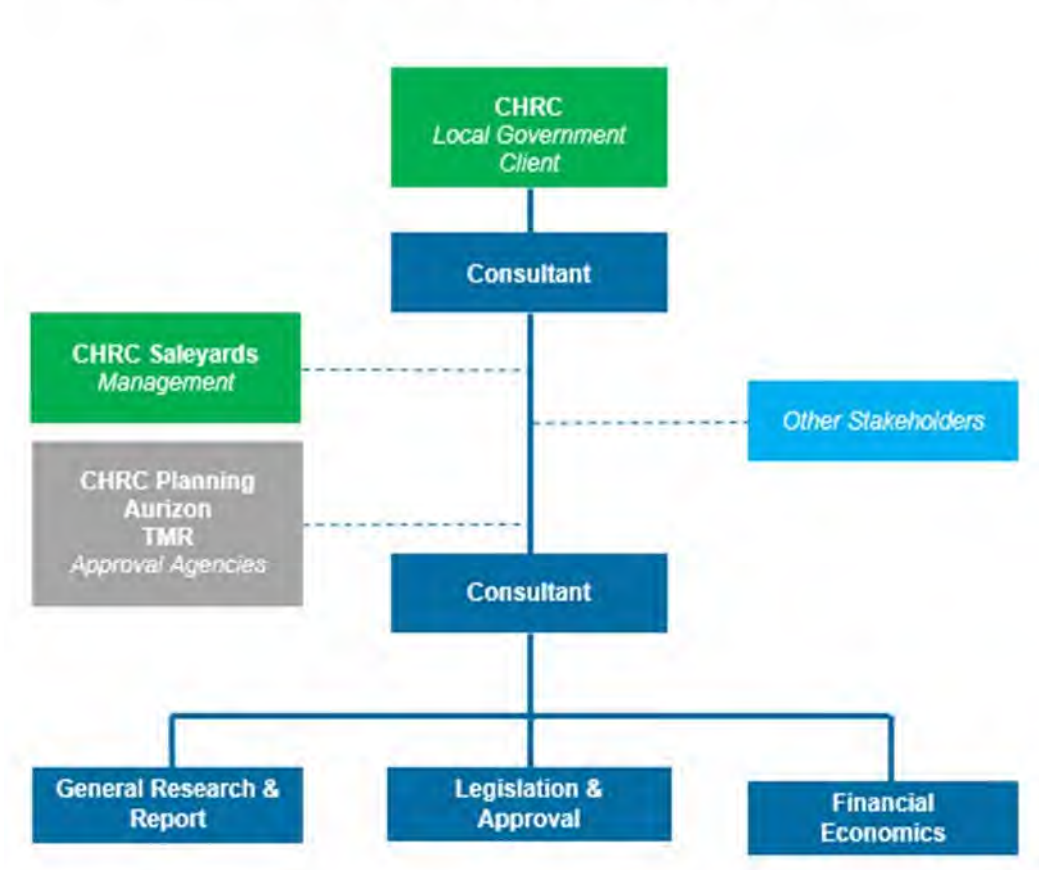 CHRC
Local Government
Client
Consultant
CHRC Saleyards
Management
Other Stakeholders
CHRC Planning
Aurizon
TMR
Approval Agencies
Consultant
General Research &
Report
Legislation &
Approval
Financial
Economics